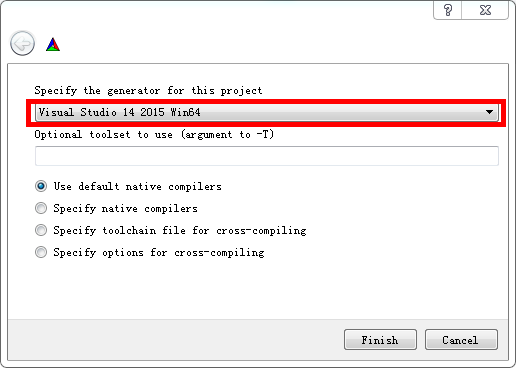 ?
Specify the generator for this project
Visual Studio 14 2015 Win64
Optional toolset to use (argument to -T)
Use default native compilers
Specify native compilers
Specify toolchain file for cross-compiling
Specify options for cross-compiling
Finish
Cancel